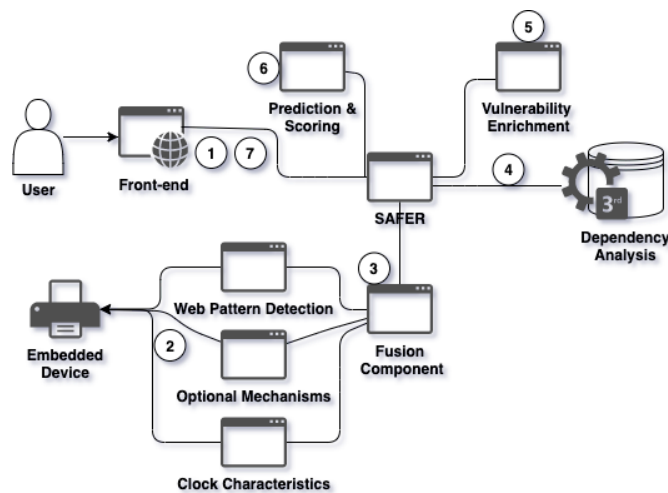 5
6
Prediction &
Scoring
Vulnerability
Enrichment
User
Front-end
1
7
SAFER
4
3rd
Dependency
Analysis
3
Web Pattern Detection
Embedded
Device
2
Optional Mechanisms
Fusion
Component
Clock Characteristics